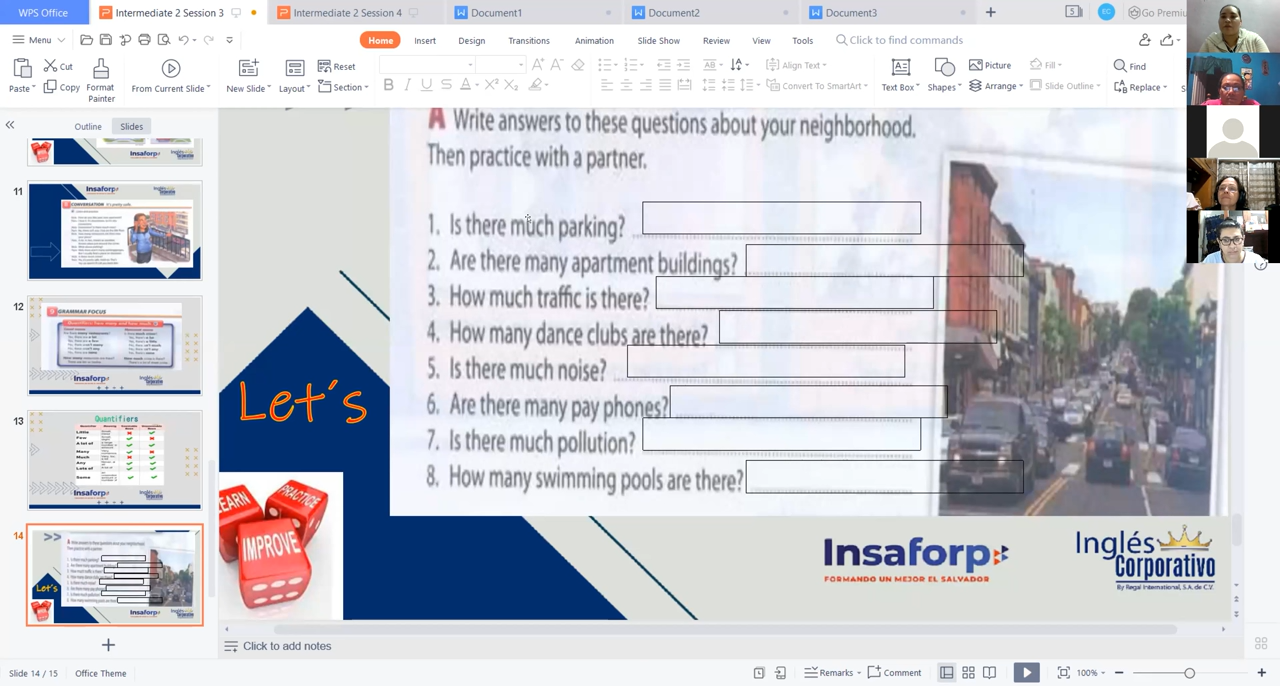 WPS Office
Intermediate 2 Session 3
Intermediate 2 Session 4
Document1
Document2
Document3
5
EC
Go Premiu
Menu
Home
Insert
Design
Transitions
Animation
Slide Show
Review
View
Tools
Click to find commands
Paste
Cut
Copy
Format Painter
From Current Slide
New Slide
Layout
Reset
Section
Align Text
Convert To SmartArt
Text Box
Shapes
Picture
Arrange
Fill
Slide Outline
Find
Replace
Outline
Slides
11
12
GRAMMAR FOCUS
13
Quantifiers
14
A Write answers to these questions about your neighborhood.
Then practice with a partner.
1. Is there much parking?
2. Are there many apartment buildings?
3. How much traffic is there?
4. How many dance clubs are there?
5. Is there much noise?
6. Are there many pay phones?
7. Is there much pollution?
8. How many swimming pools are there?
Let's
LEARN
PRACTICE
IMPROVE
Insaforp
FORMANDO UN MEJOR EL SALVADOR
Inglés
Corporativo
By Regal International, S.A. de C.V.
Click to add notes
Slide 14 / 15
Office Theme
Remarks
Comment
100%